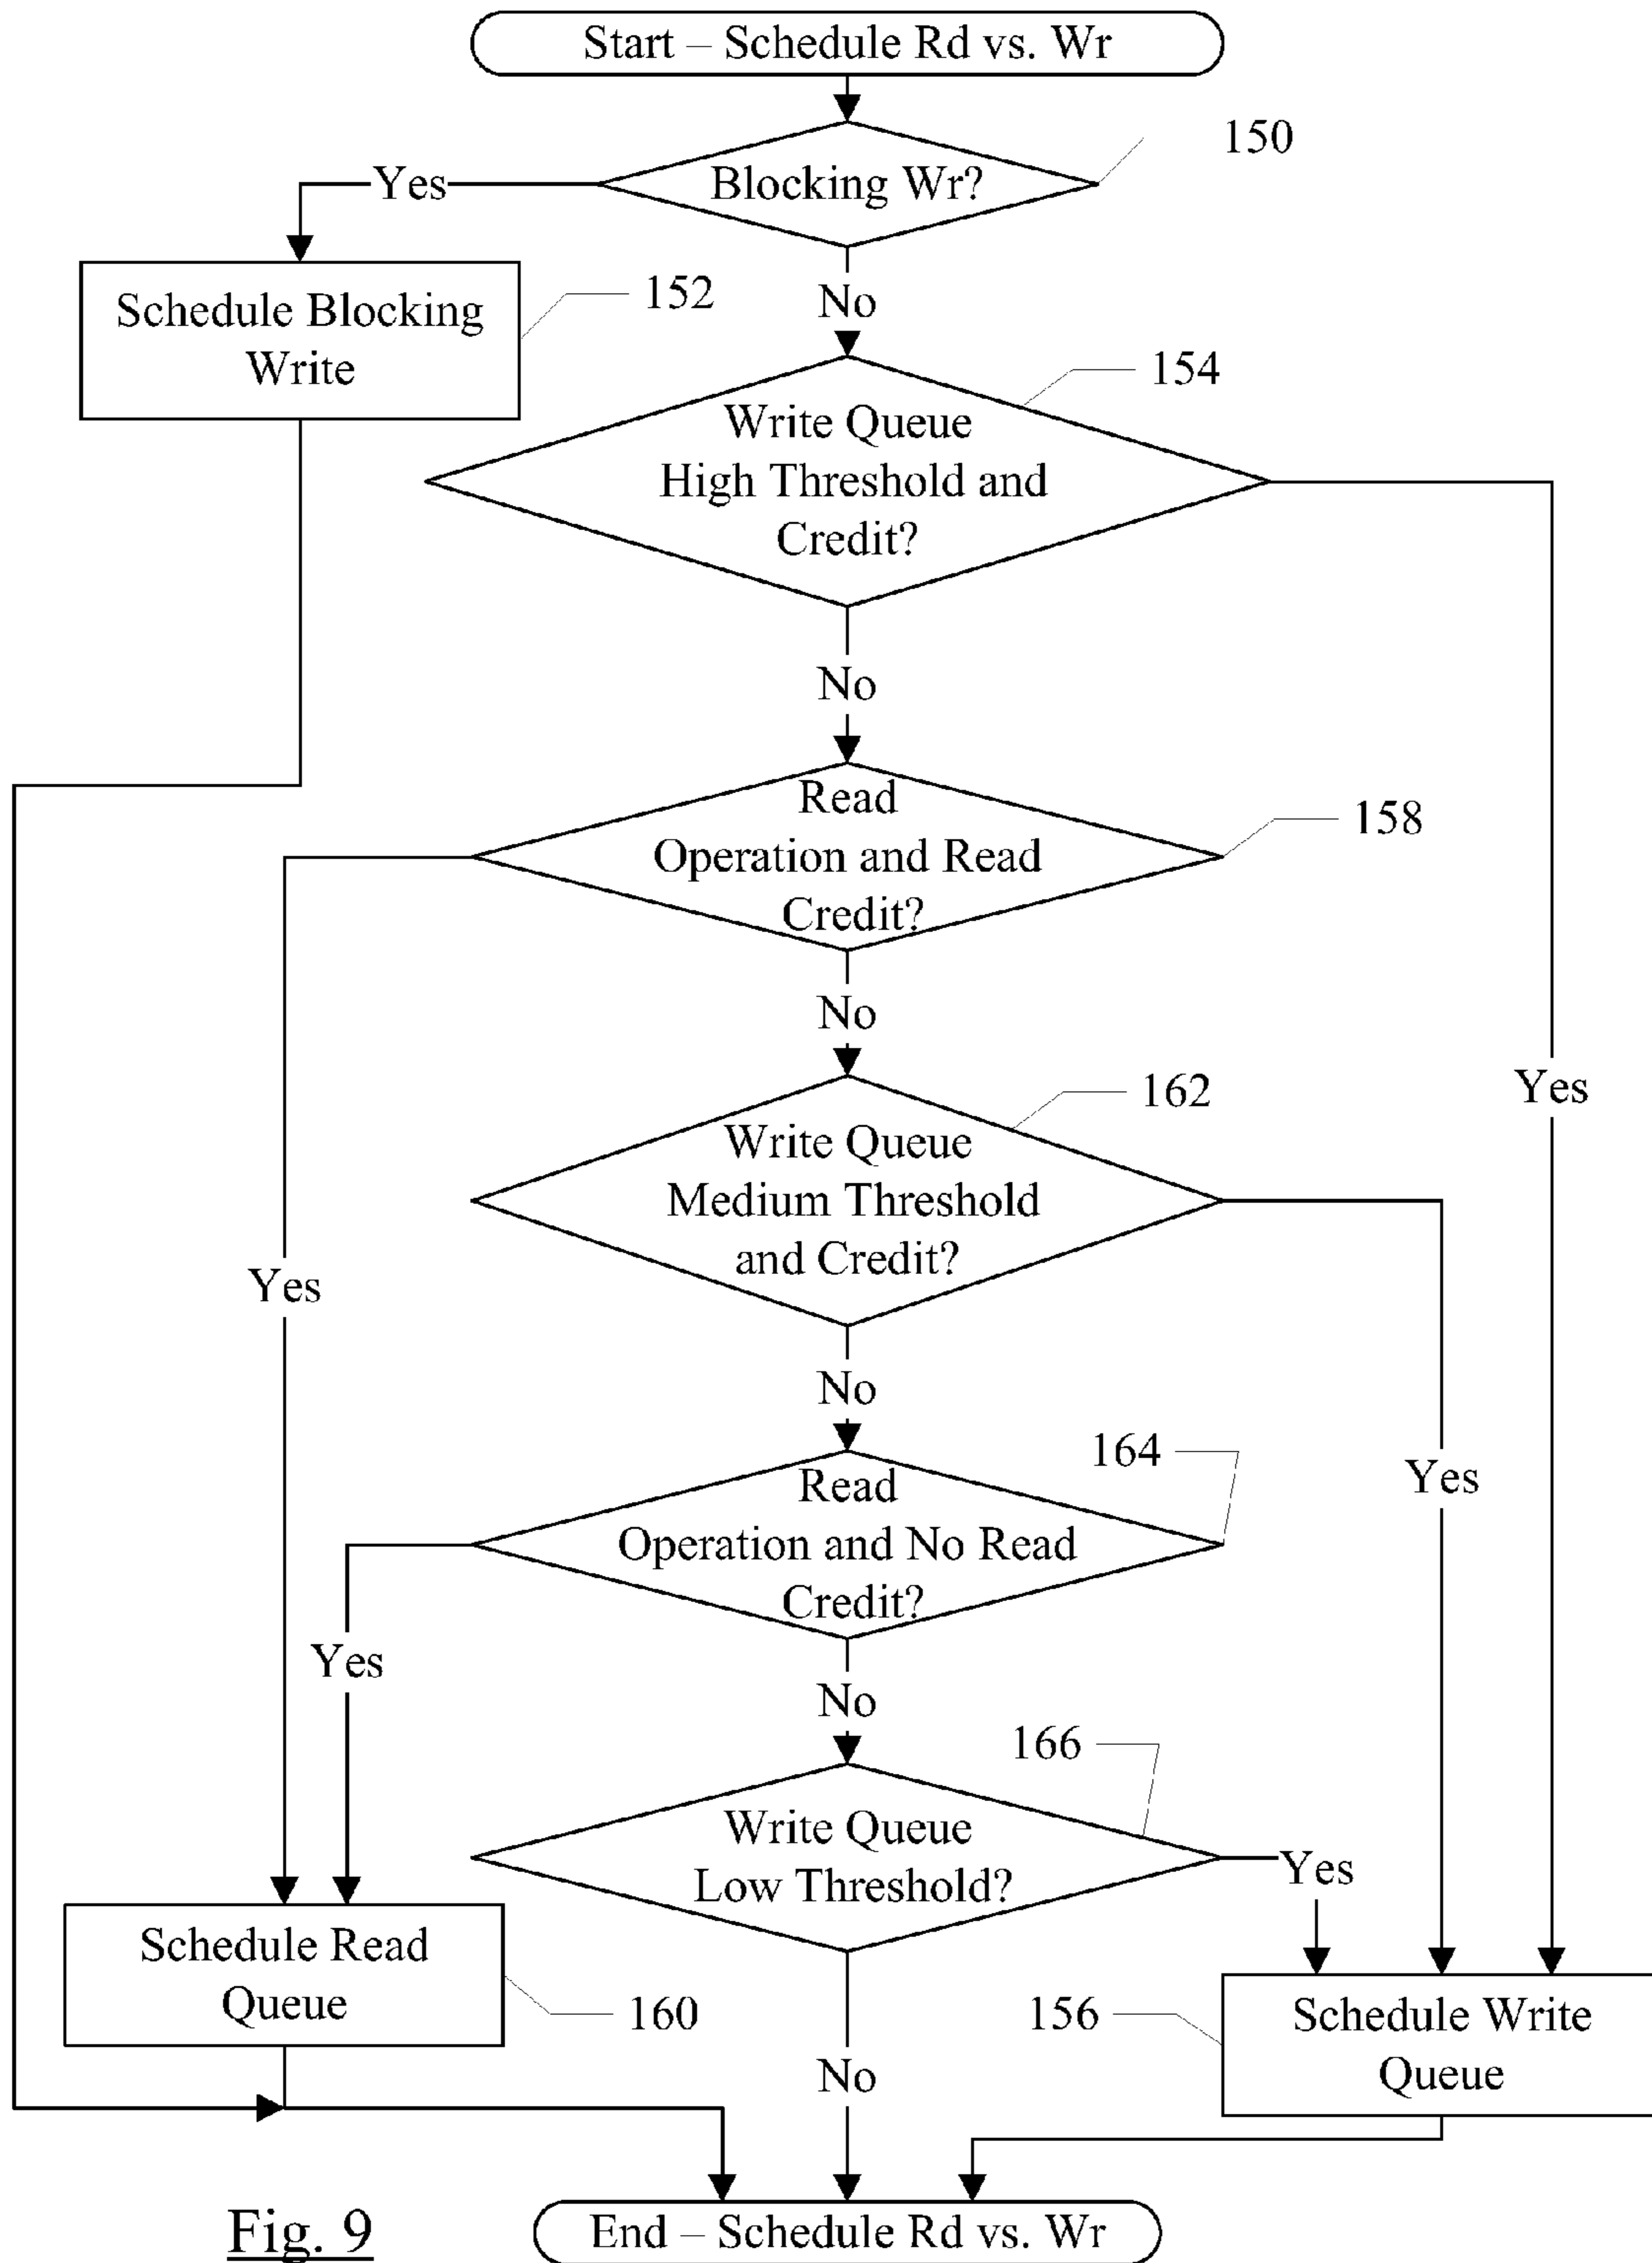 Start – Schedule Rd vs. Wr
150
Blocking Wr?
Yes
Schedule Blocking
Write
152
No
154
Write Queue
High Threshold and
Credit?
No
Read
Operation and Read
Credit?
158
No
Yes
162
Write Queue
Medium Threshold
and Credit?
Yes
No
164
Read
Operation and No Read
Credit?
Yes
Yes
No
166
Write Queue
Low Threshold?
Yes
Schedule Read
Queue
160
156
Schedule Write
Queue
No
Fig. 9
End – Schedule Rd vs. Wr